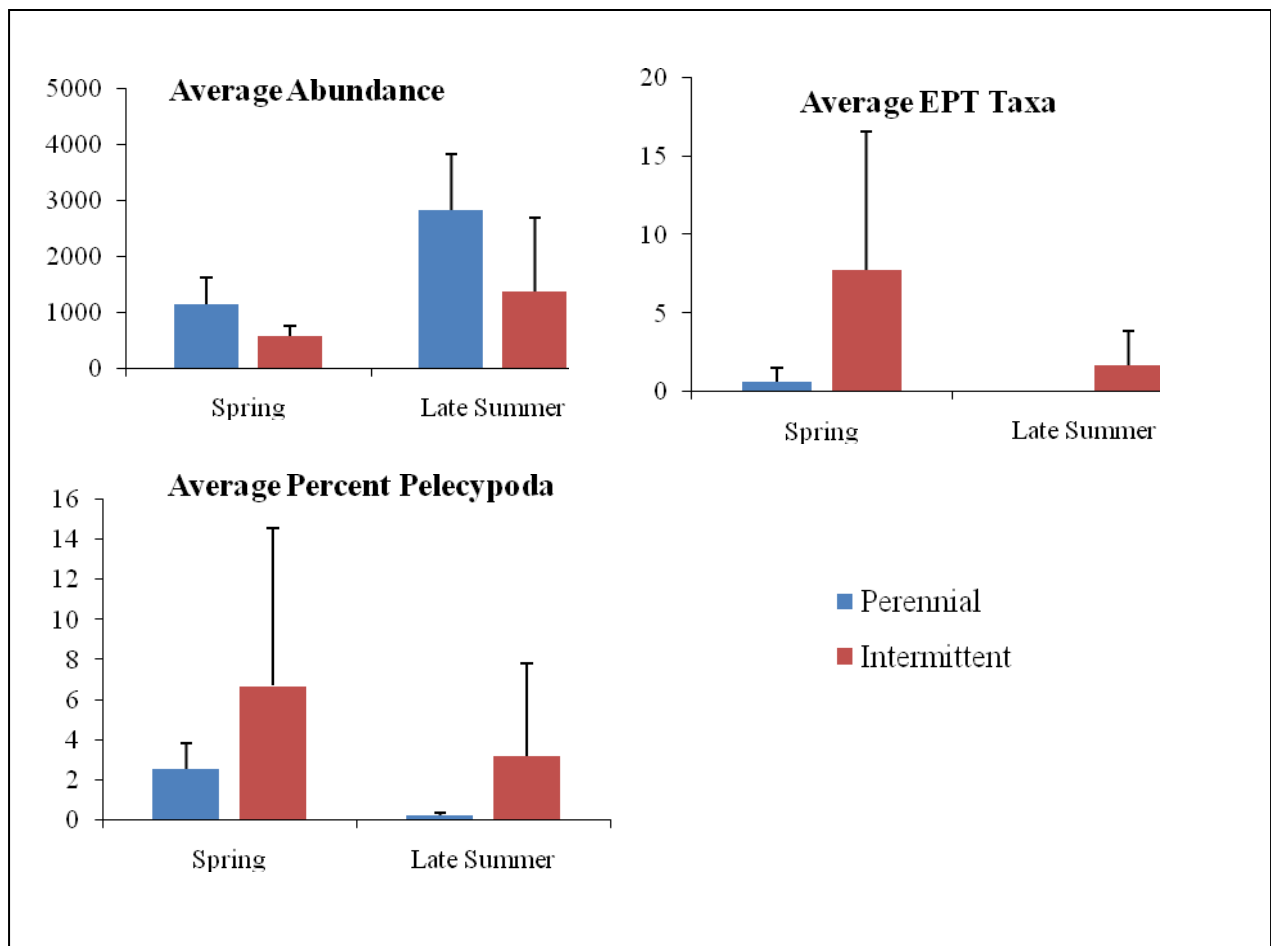 Average Abundance
5000
4000
3000
2000
1000
0
Spring
Late Summer
Average EPT Taxa
20
15
10
5
0
Spring
Late Summer
Average Percent Pelecypoda
16
14
12
10
8
6
4
2
0
Spring
Late Summer
Perennial
Intermittent